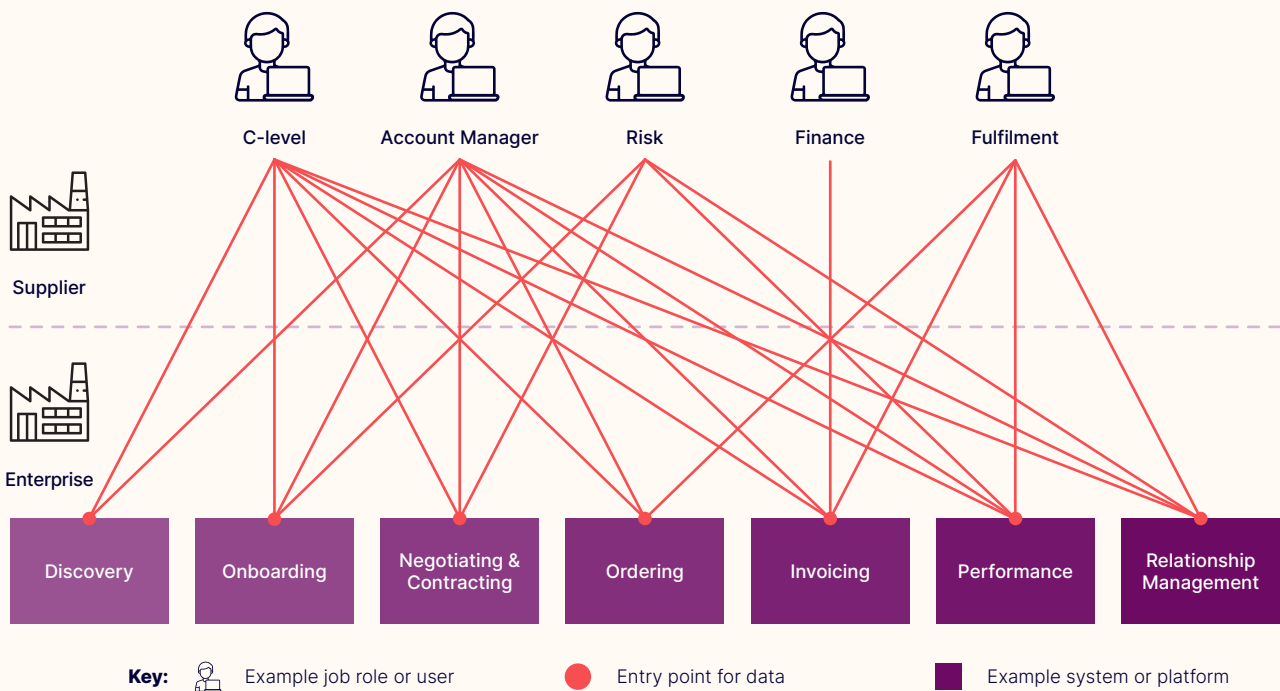 C-level
Account Manager
Risk
Finance
Fulfilment
Supplier
Enterprise
Discovery
Onboarding
Negotiating &
Contracting
Ordering
Invoicing
Performance
Relationship
Management
Key:
Example job role or user
Entry point for data
Example system or platform